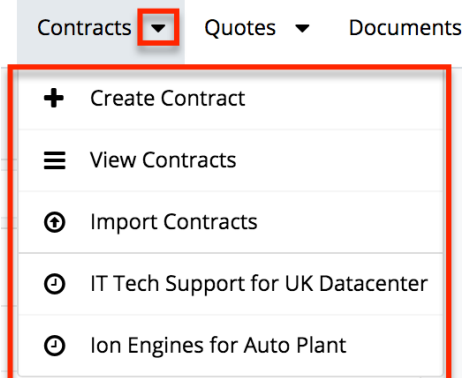 Contracts Quotes Documents
Create Contract
View Contracts
Import Contracts
IT Tech Support for UK Datacenter
Ion Engines for Auto Plant